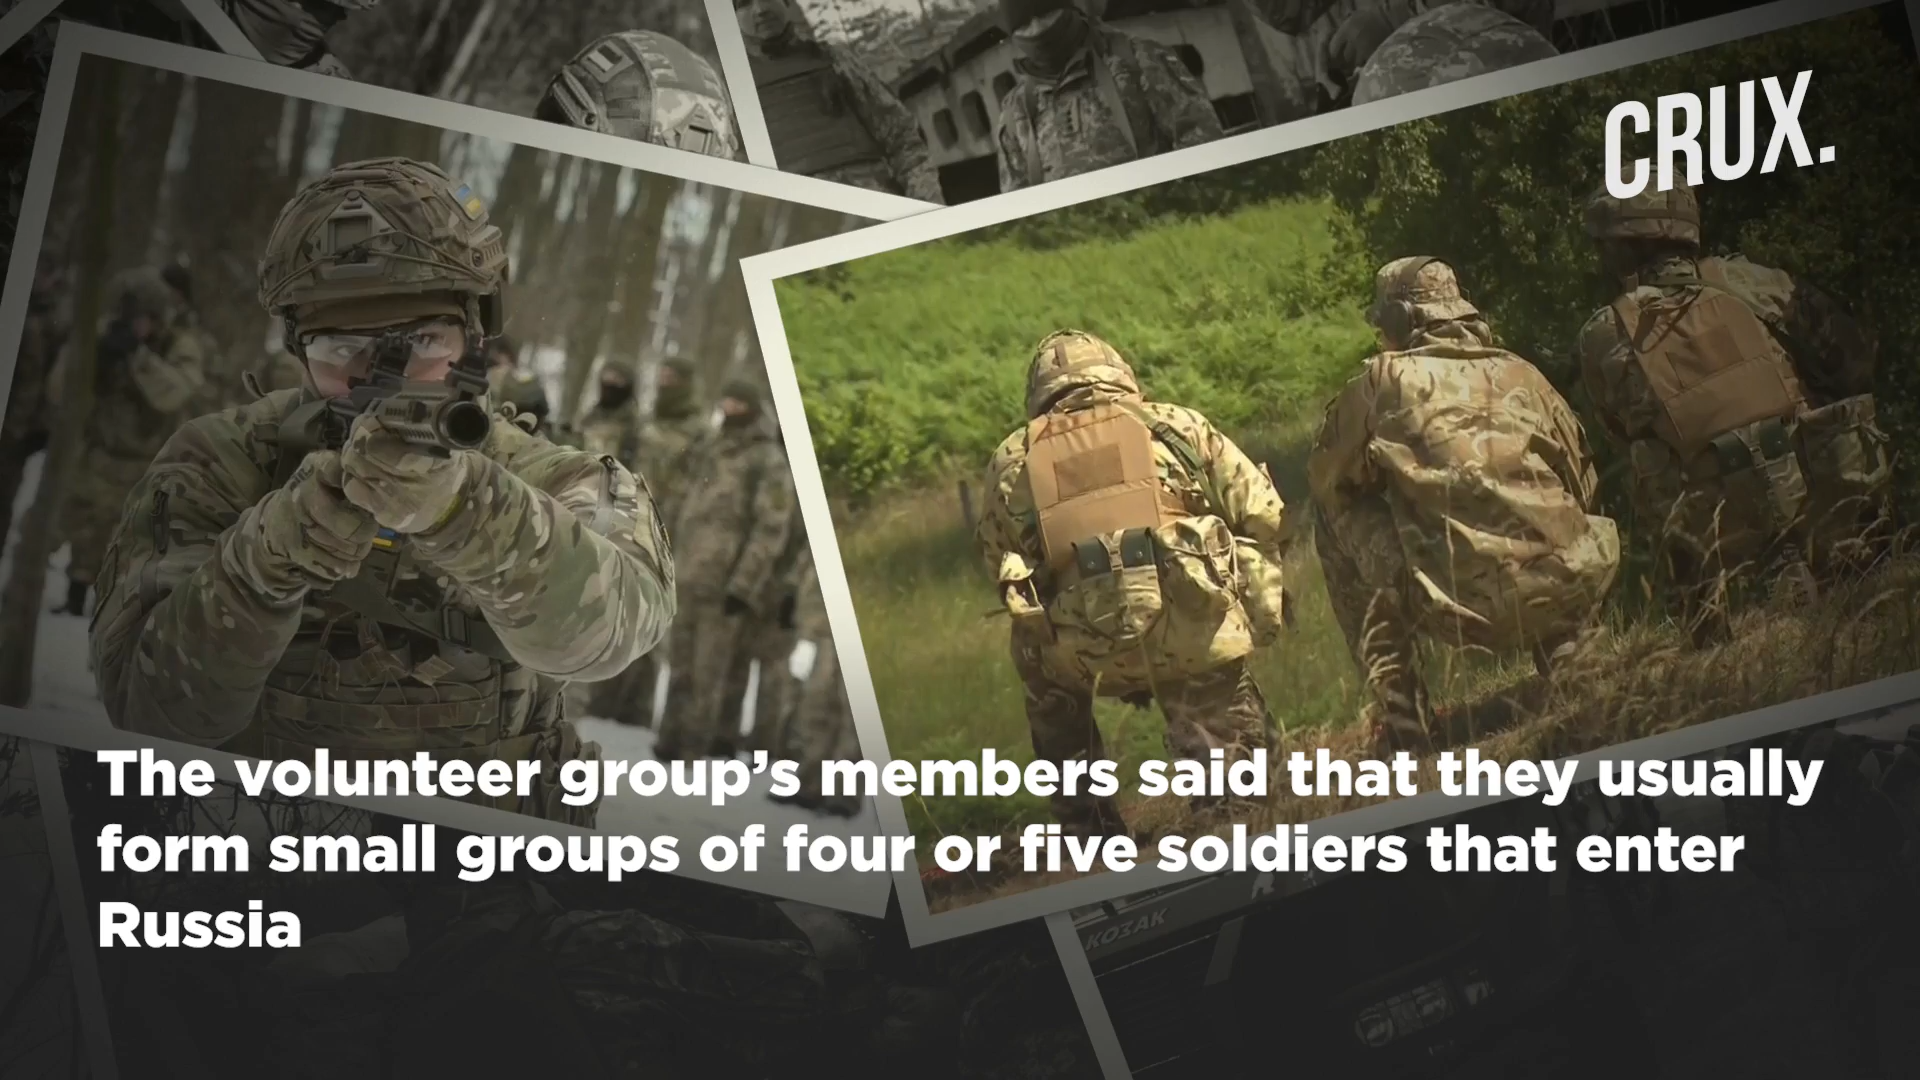 CRUX.
The volunteer group's members said that they usually
form small groups of four or five soldiers that enter
Russia
КОЗАК